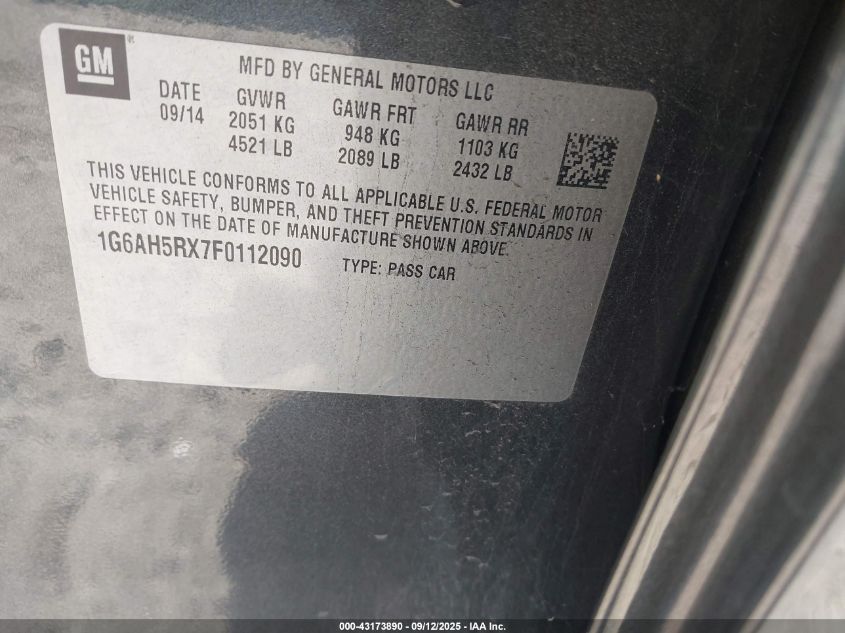 GM®
MFD BY GENERAL MOTORS LLC
DATE GVWR GAWR FRT GAWR RR
09/14 2051 KG 948 KG 1103 KG
4521 LB 2089 LB 2432 LB
THIS VEHICLE CONFORMS TO ALL APPLICABLE U.S. FEDERAL MOTOR
VEHICLE SAFETY, BUMPER, AND THEFT PREVENTION STANDARDS IN
EFFECT ON THE DATE OF MANUFACTURE SHOWN ABOVE.
1G6AH5RX7F0112090 TYPE: PASS CAR
000-43173890 - 09/12/2025 - IAA Inc.